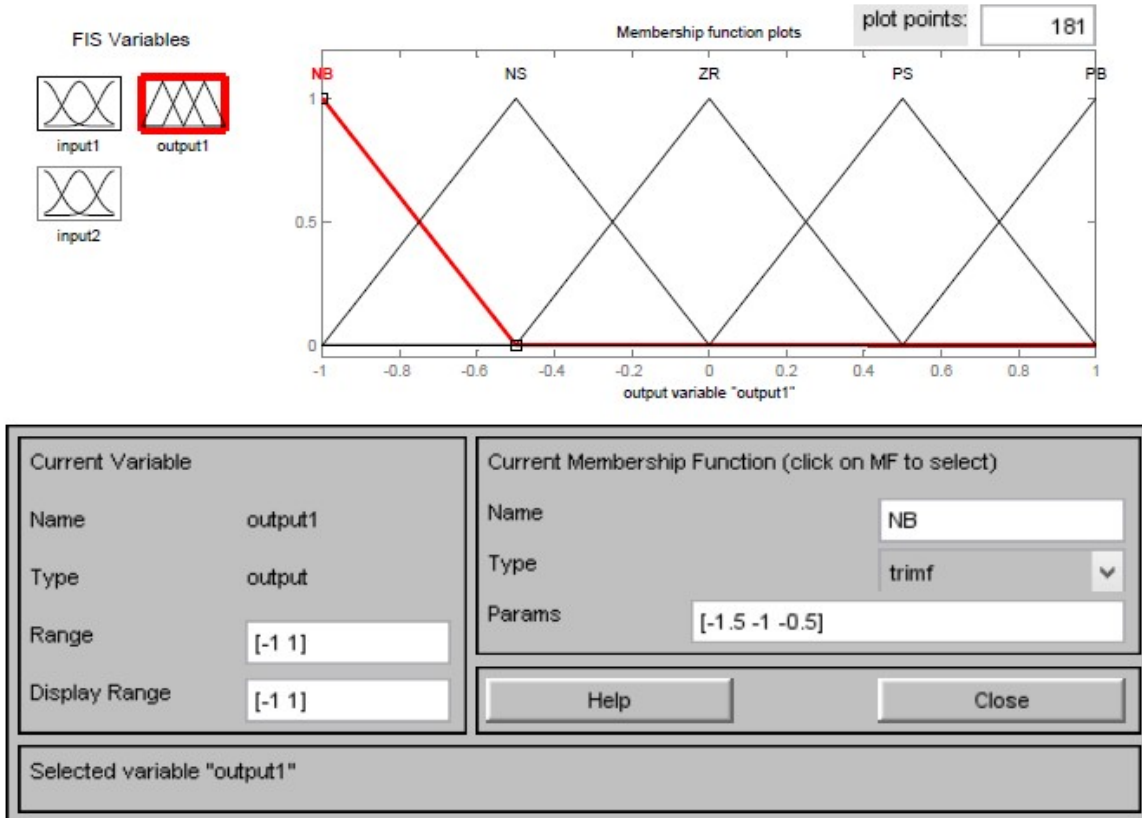 FIS Variables
Membership function plots
plot points:
181
input1
output1
input2
NB
NS
ZR
PS
PB
1
0.5
0
-1
-0.8
-0.6
-0.4
-0.2
0
0.2
0.4
0.6
0.8
1
output variable "output1"
Current Variable
Name
output1
Type
output
Range
[-1 1]
Display Range
[-1 1]
Current Membership Function (click on MF to select)
Name
NB
Type
trimf
Params
[-1.5 -1 -0.5]
Help
Close
Selected variable "output1"